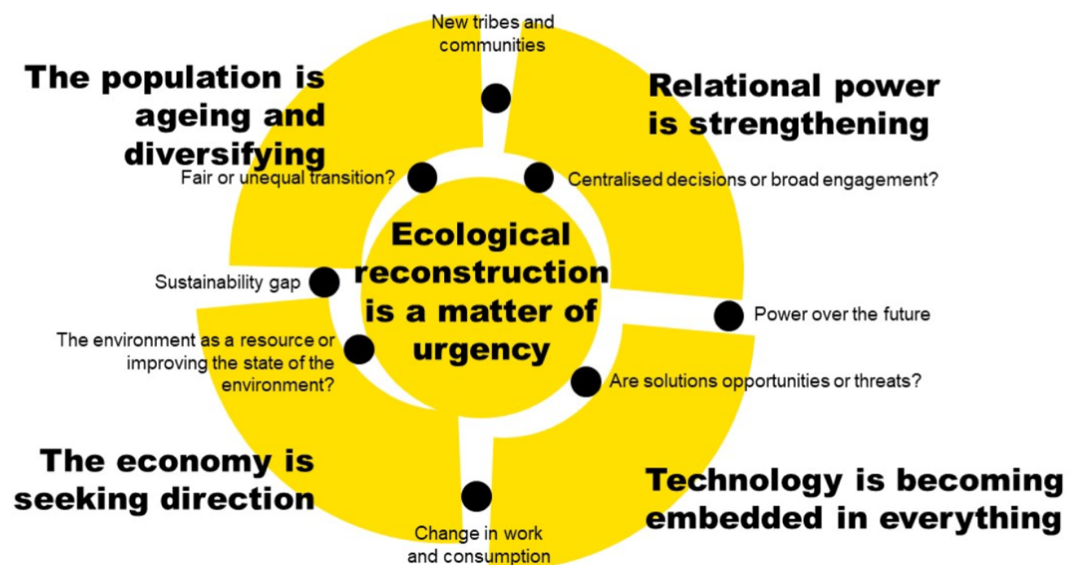 New tribes and
communities
The population is
ageing and
diversifying
Relational power
is strengthening
Fair or unequal transition?
Centralised decisions or broad engagement?
Ecological
reconstruction
is a matter of
urgency
Sustainability gap
Power over the future
The environment as a resource or
improving the state of the
environment?
Are solutions opportunities or threats?
The economy is
seeking direction
Technology is becoming
embedded in everything
Change in work
and consumption